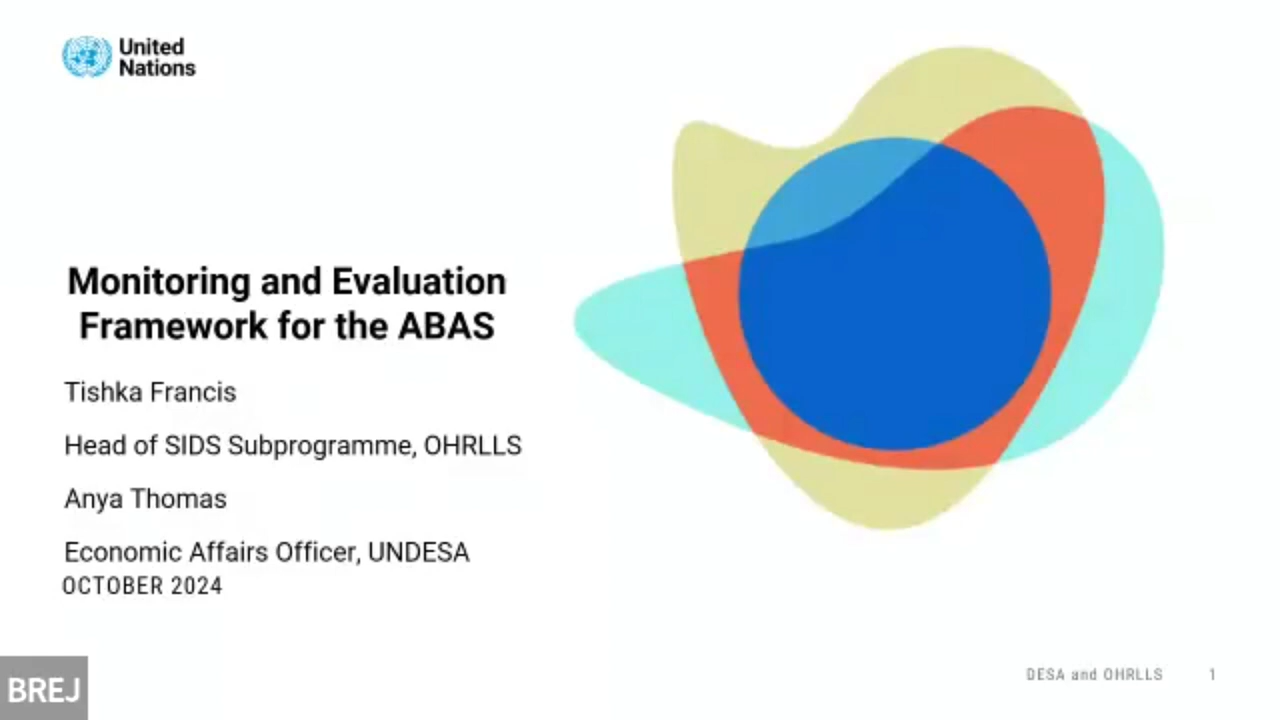 United
Nations
Monitoring and Evaluation
Framework for the ABAS
Tishka Francis
Head of SIDS Subprogramme, OHRLLS
Anya Thomas
Economic Affairs Officer, UNDESA
OCTOBER 2024
BREJ
DESA and OHRLLS 1